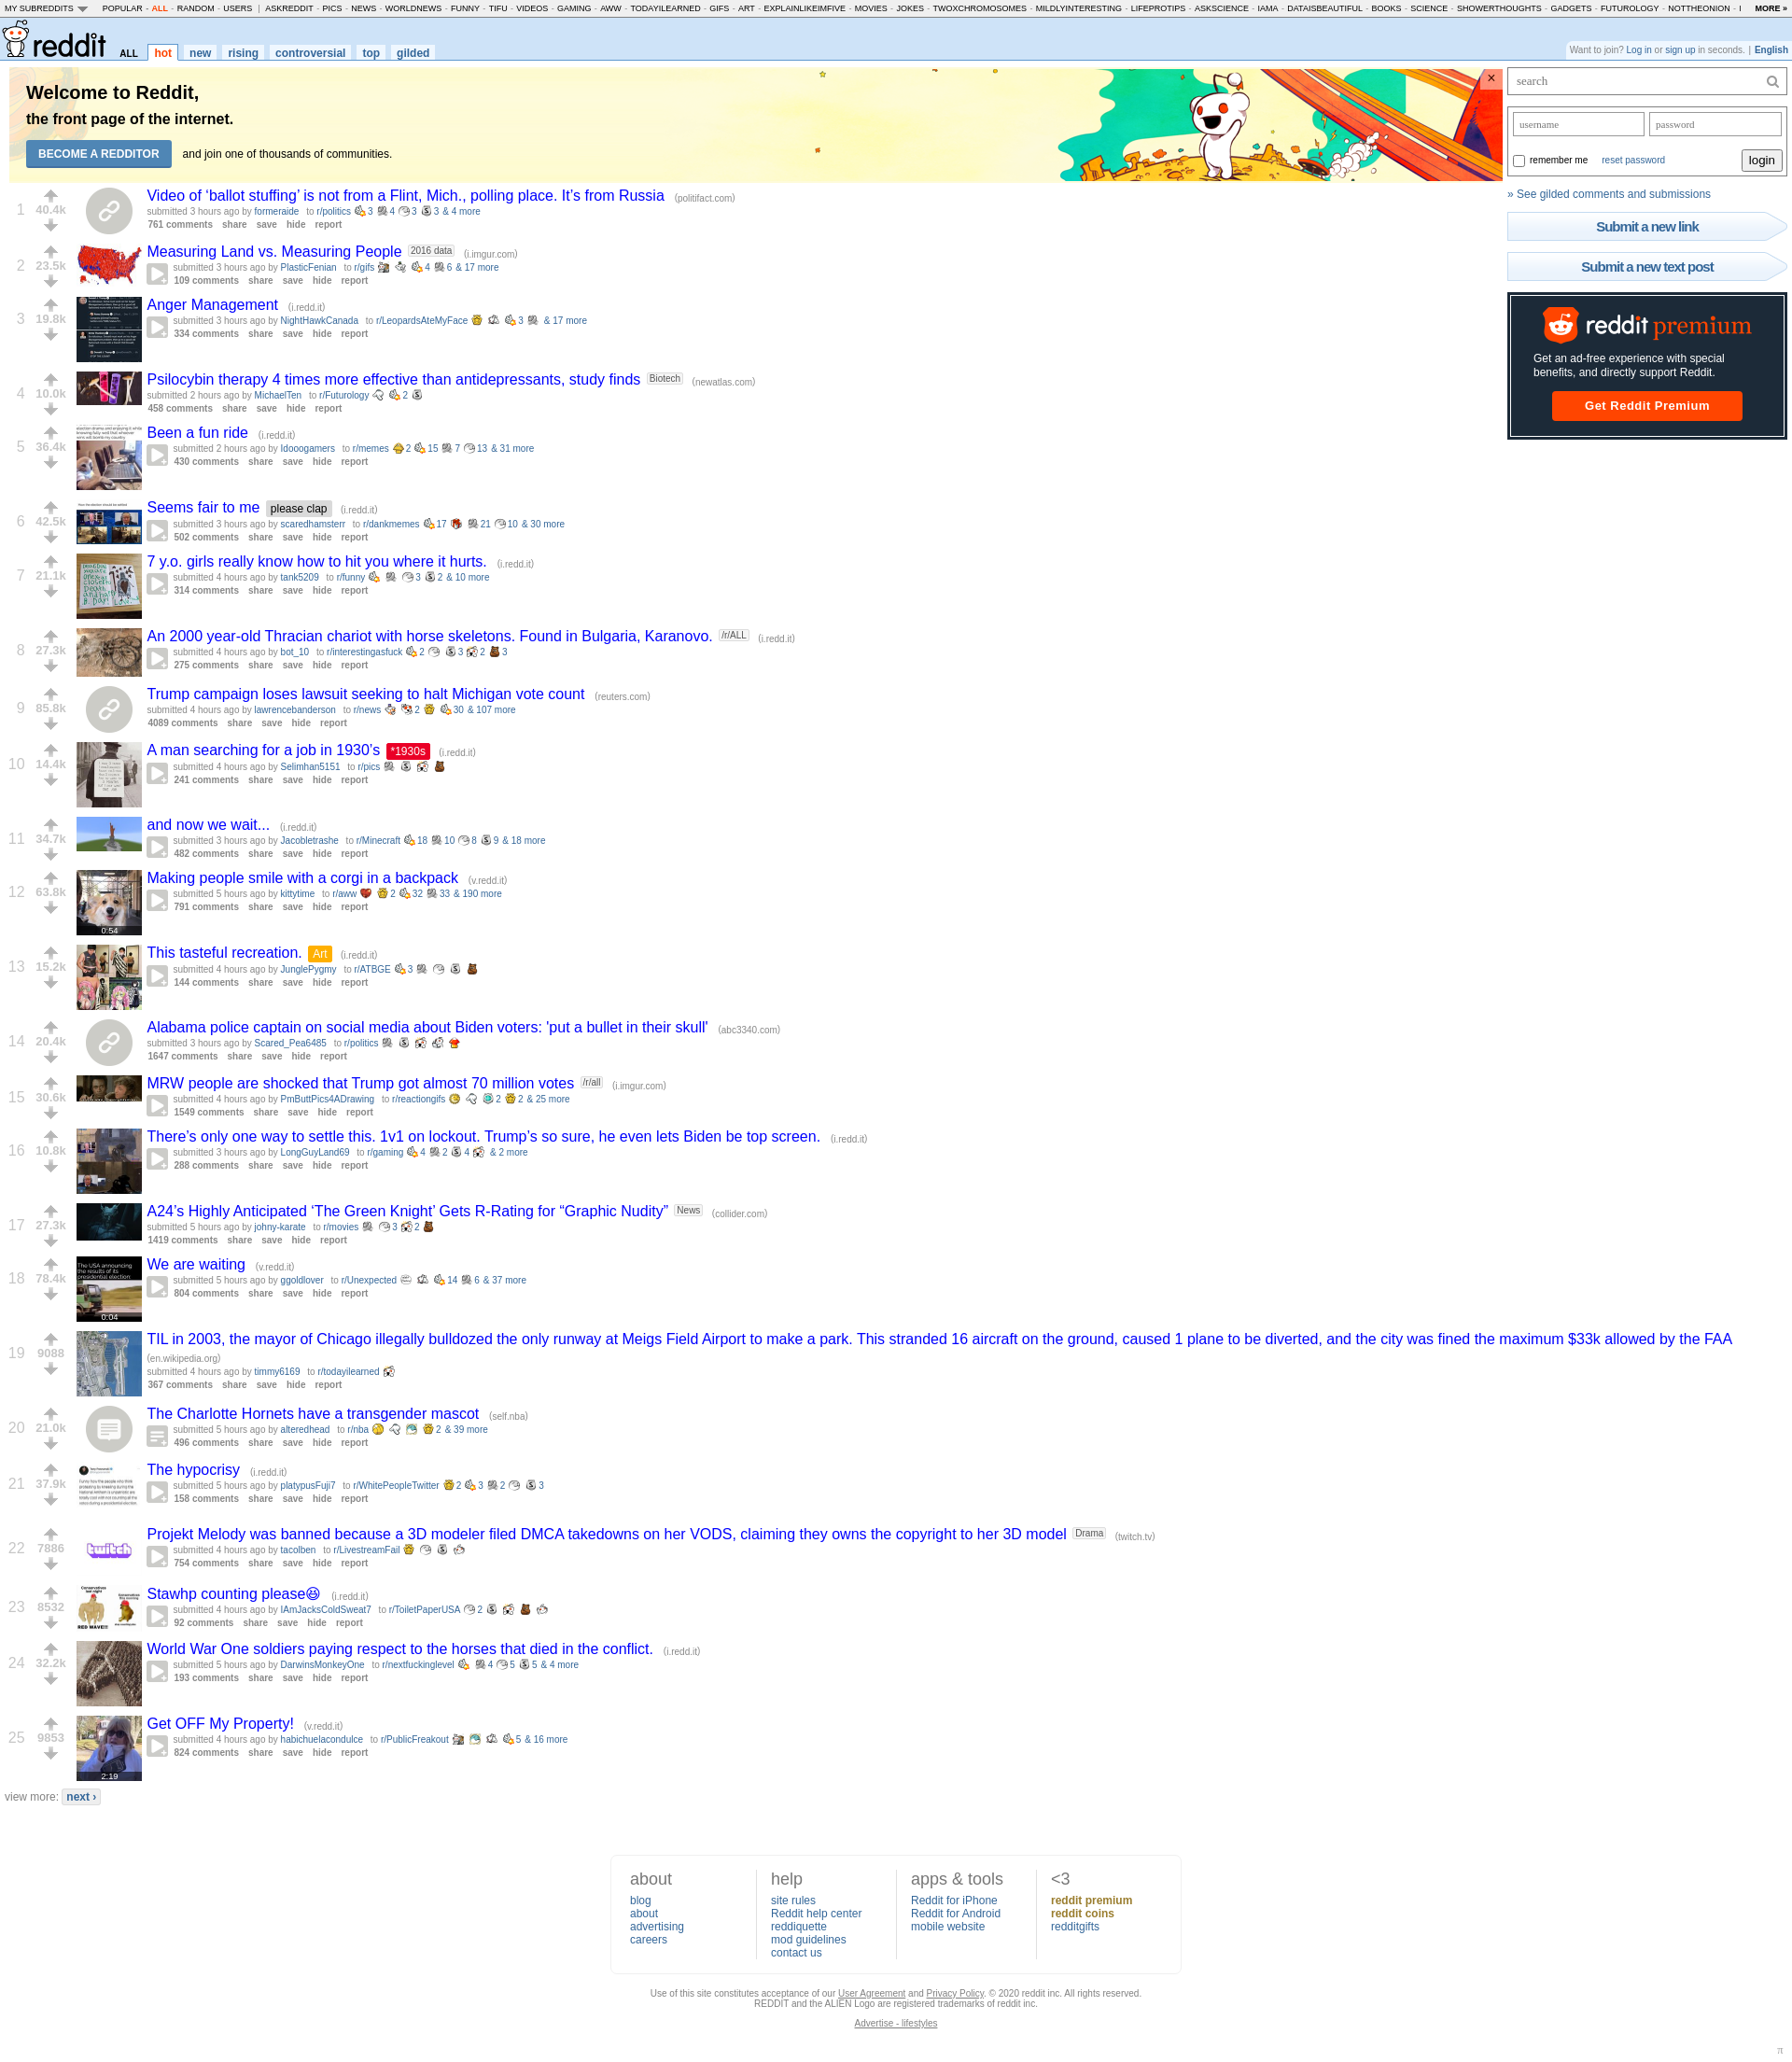 MY SUBREDDITS POPULAR - ALL - RANDOM - USERS | ASKREDDIT - PICS - NEWS - WORLDNEWS - FUNNY - TIFU - VIDEOS - GAMING - AWW - TODAYILEARNED - GIFS - ART - EXPLAINLIKEIMFIVE - MOVIES - JOKES - TWOXCHROMOSOMES - MILDLYINTERESTING - LIFEPROTIPS - ASKSCIENCE - IAMA - DATAISBEAUTIFUL - BOOKS - SCIENCE - SHOWERTHOUGHTS - GADGETS - FUTUROLOGY - NOTTHEONION - MORE »
reddit ALL hot new rising controversial top gilded
Want to join? Log in or sign up in seconds. | English
Welcome to Reddit,
the front page of the internet.
BECOME A REDDITOR and join one of thousands of communities.
search
username password
remember me reset password login
» See gilded comments and submissions
Submit a new link
Submit a new text post
reddit premium
Get an ad-free experience with special
benefits, and directly support Reddit.
Get Reddit Premium
1 40.4k Video of ‘ballot stuffing’ is not from a Flint, Mich., polling place. It’s from Russia (politifact.com)
submitted 3 hours ago by formeraide to r/politics 3 4 3 3 & 4 more
761 comments share save hide report
2 23.5k Measuring Land vs. Measuring People 2016 data (i.imgur.com)
submitted 3 hours ago by PlasticFenian to r/gifs 4 6 & 17 more
109 comments share save hide report
3 19.8k Anger Management (i.redd.it)
submitted 3 hours ago by NightHawkCanada to r/LeopardsAteMyFace 3 & 17 more
334 comments share save hide report
4 10.0k Psilocybin therapy 4 times more effective than antidepressants, study finds Biotech (newatlas.com)
submitted 2 hours ago by MichaelTen to r/Futurology 2
458 comments share save hide report
5 36.4k Been a fun ride (i.redd.it)
submitted 2 hours ago by Idooogamers to r/memes 2 15 7 13 & 31 more
430 comments share save hide report
6 42.5k Seems fair to me please clap (i.redd.it)
submitted 3 hours ago by scaredhamsterr to r/dankmemes 17 21 10 & 30 more
502 comments share save hide report
7 21.1k 7 y.o. girls really know how to hit you where it hurts. (i.redd.it)
submitted 4 hours ago by tank5209 to r/funny 3 2 & 10 more
314 comments share save hide report
8 27.3k An 2000 year-old Thracian chariot with horse skeletons. Found in Bulgaria, Karanovo. /r/ALL (i.redd.it)
submitted 4 hours ago by bot_10 to r/interestingasfuck 2 3 2 3
275 comments share save hide report
9 85.8k Trump campaign loses lawsuit seeking to halt Michigan vote count (reuters.com)
submitted 4 hours ago by lawrencebanderson to r/news 2 30 & 107 more
4089 comments share save hide report
10 14.4k A man searching for a job in 1930’s *1930s (i.redd.it)
submitted 4 hours ago by Selimhan5151 to r/pics
241 comments share save hide report
11 34.7k and now we wait... (i.redd.it)
submitted 3 hours ago by Jacobletrashe to r/Minecraft 18 10 8 9 & 18 more
482 comments share save hide report
12 63.8k Making people smile with a corgi in a backpack (v.redd.it)
submitted 5 hours ago by kittytime to r/aww 2 32 33 & 190 more
791 comments share save hide report
0:54
13 15.2k This tasteful recreation. Art (i.redd.it)
submitted 4 hours ago by JunglePygmy to r/ATBGE 3
144 comments share save hide report
14 20.4k Alabama police captain on social media about Biden voters: 'put a bullet in their skull' (abc3340.com)
submitted 3 hours ago by Scared_Pea6485 to r/politics
1647 comments share save hide report
15 30.6k MRW people are shocked that Trump got almost 70 million votes /r/all (i.imgur.com)
submitted 4 hours ago by PmButtPics4ADrawing to r/reactiongifs 2 2 & 25 more
1549 comments share save hide report
16 10.8k There’s only one way to settle this. 1v1 on lockout. Trump’s so sure, he even lets Biden be top screen. (i.redd.it)
submitted 3 hours ago by LongGuyLand69 to r/gaming 4 2 4 & 2 more
288 comments share save hide report
17 27.3k A24’s Highly Anticipated ‘The Green Knight’ Gets R-Rating for “Graphic Nudity” News (collider.com)
submitted 5 hours ago by johny-karate to r/movies 3 2
1419 comments share save hide report
18 78.4k We are waiting (v.redd.it)
submitted 5 hours ago by ggoldlover to r/Unexpected 14 6 & 37 more
804 comments share save hide report
The USA announcing
the results of its
presidential election
0:04
19 9088 TIL in 2003, the mayor of Chicago illegally bulldozed the only runway at Meigs Field Airport to make a park. This stranded 16 aircraft on the ground, caused 1 plane to be diverted, and the city was fined the maximum $33k allowed by the FAA
(en.wikipedia.org)
submitted 4 hours ago by timmy6169 to r/todayilearned
367 comments share save hide report
20 21.0k The Charlotte Hornets have a transgender mascot (self.nba)
submitted 5 hours ago by alteredhead to r/nba 2 & 39 more
496 comments share save hide report
21 37.9k The hypocrisy (i.redd.it)
submitted 5 hours ago by platypusFuji7 to r/WhitePeopleTwitter 2 3 2 3
158 comments share save hide report
22 7886 Projekt Melody was banned because a 3D modeler filed DMCA takedowns on her VODS, claiming they owns the copyright to her 3D model Drama (twitch.tv)
submitted 4 hours ago by tacolben to r/LivestreamFail
754 comments share save hide report
twitch
23 8532 Stawhp counting please😆 (i.redd.it)
submitted 4 hours ago by IAmJacksColdSweat7 to r/ToiletPaperUSA 2
92 comments share save hide report
RED WAVE!!!
24 32.2k World War One soldiers paying respect to the horses that died in the conflict. (i.redd.it)
submitted 5 hours ago by DarwinsMonkeyOne to r/nextfuckinglevel 4 5 5 & 4 more
193 comments share save hide report
25 9853 Get OFF My Property! (v.redd.it)
submitted 4 hours ago by habichuelacondulce to r/PublicFreakout 5 & 16 more
824 comments share save hide report
2:19
view more: next ›
about
blog
about
advertising
careers
help
site rules
Reddit help center
reddiquette
mod guidelines
contact us
apps & tools
Reddit for iPhone
Reddit for Android
mobile website
<3
reddit premium
reddit coins
redditgifts
Use of this site constitutes acceptance of our User Agreement and Privacy Policy. © 2020 reddit inc. All rights reserved.
REDDIT and the ALIEN Logo are registered trademarks of reddit inc.
Advertise - lifestyles
π